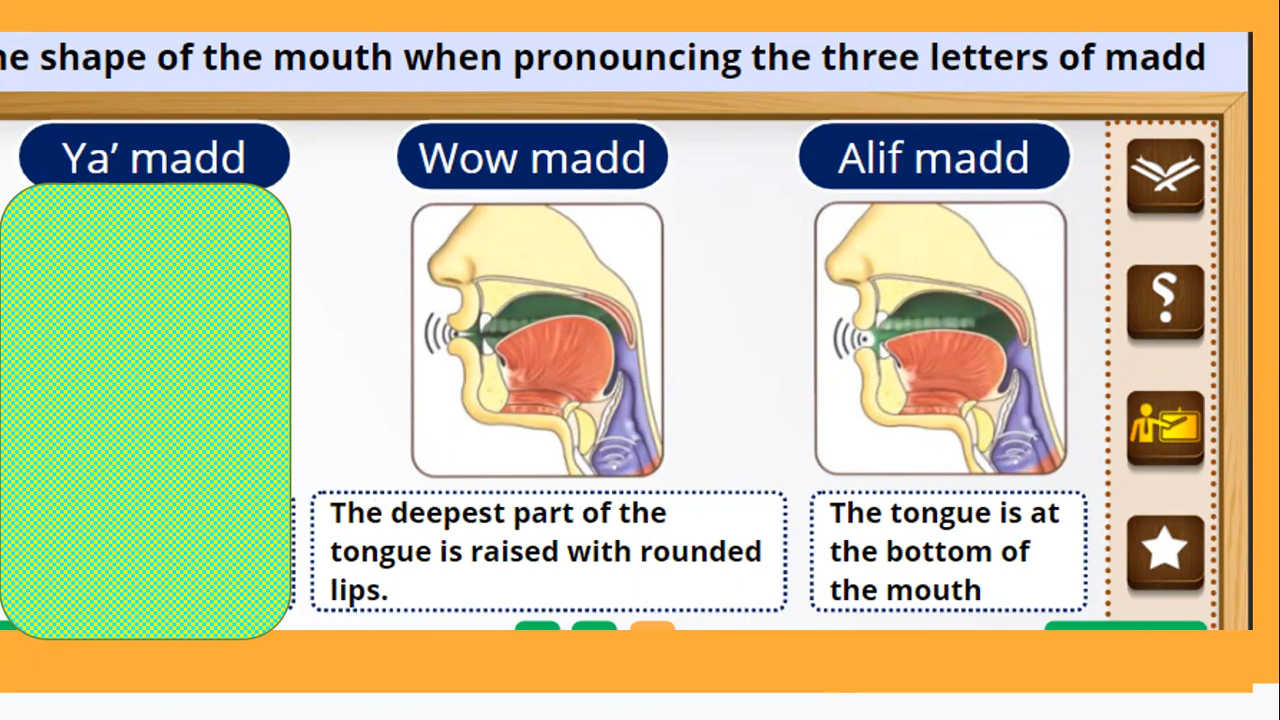 shape of the mouth when pronouncing the three letters of madd
Ya’ madd
Wow madd
Alif madd
The deepest part of the
tongue is raised with rounded
lips.
The tongue is at
the bottom of
the mouth